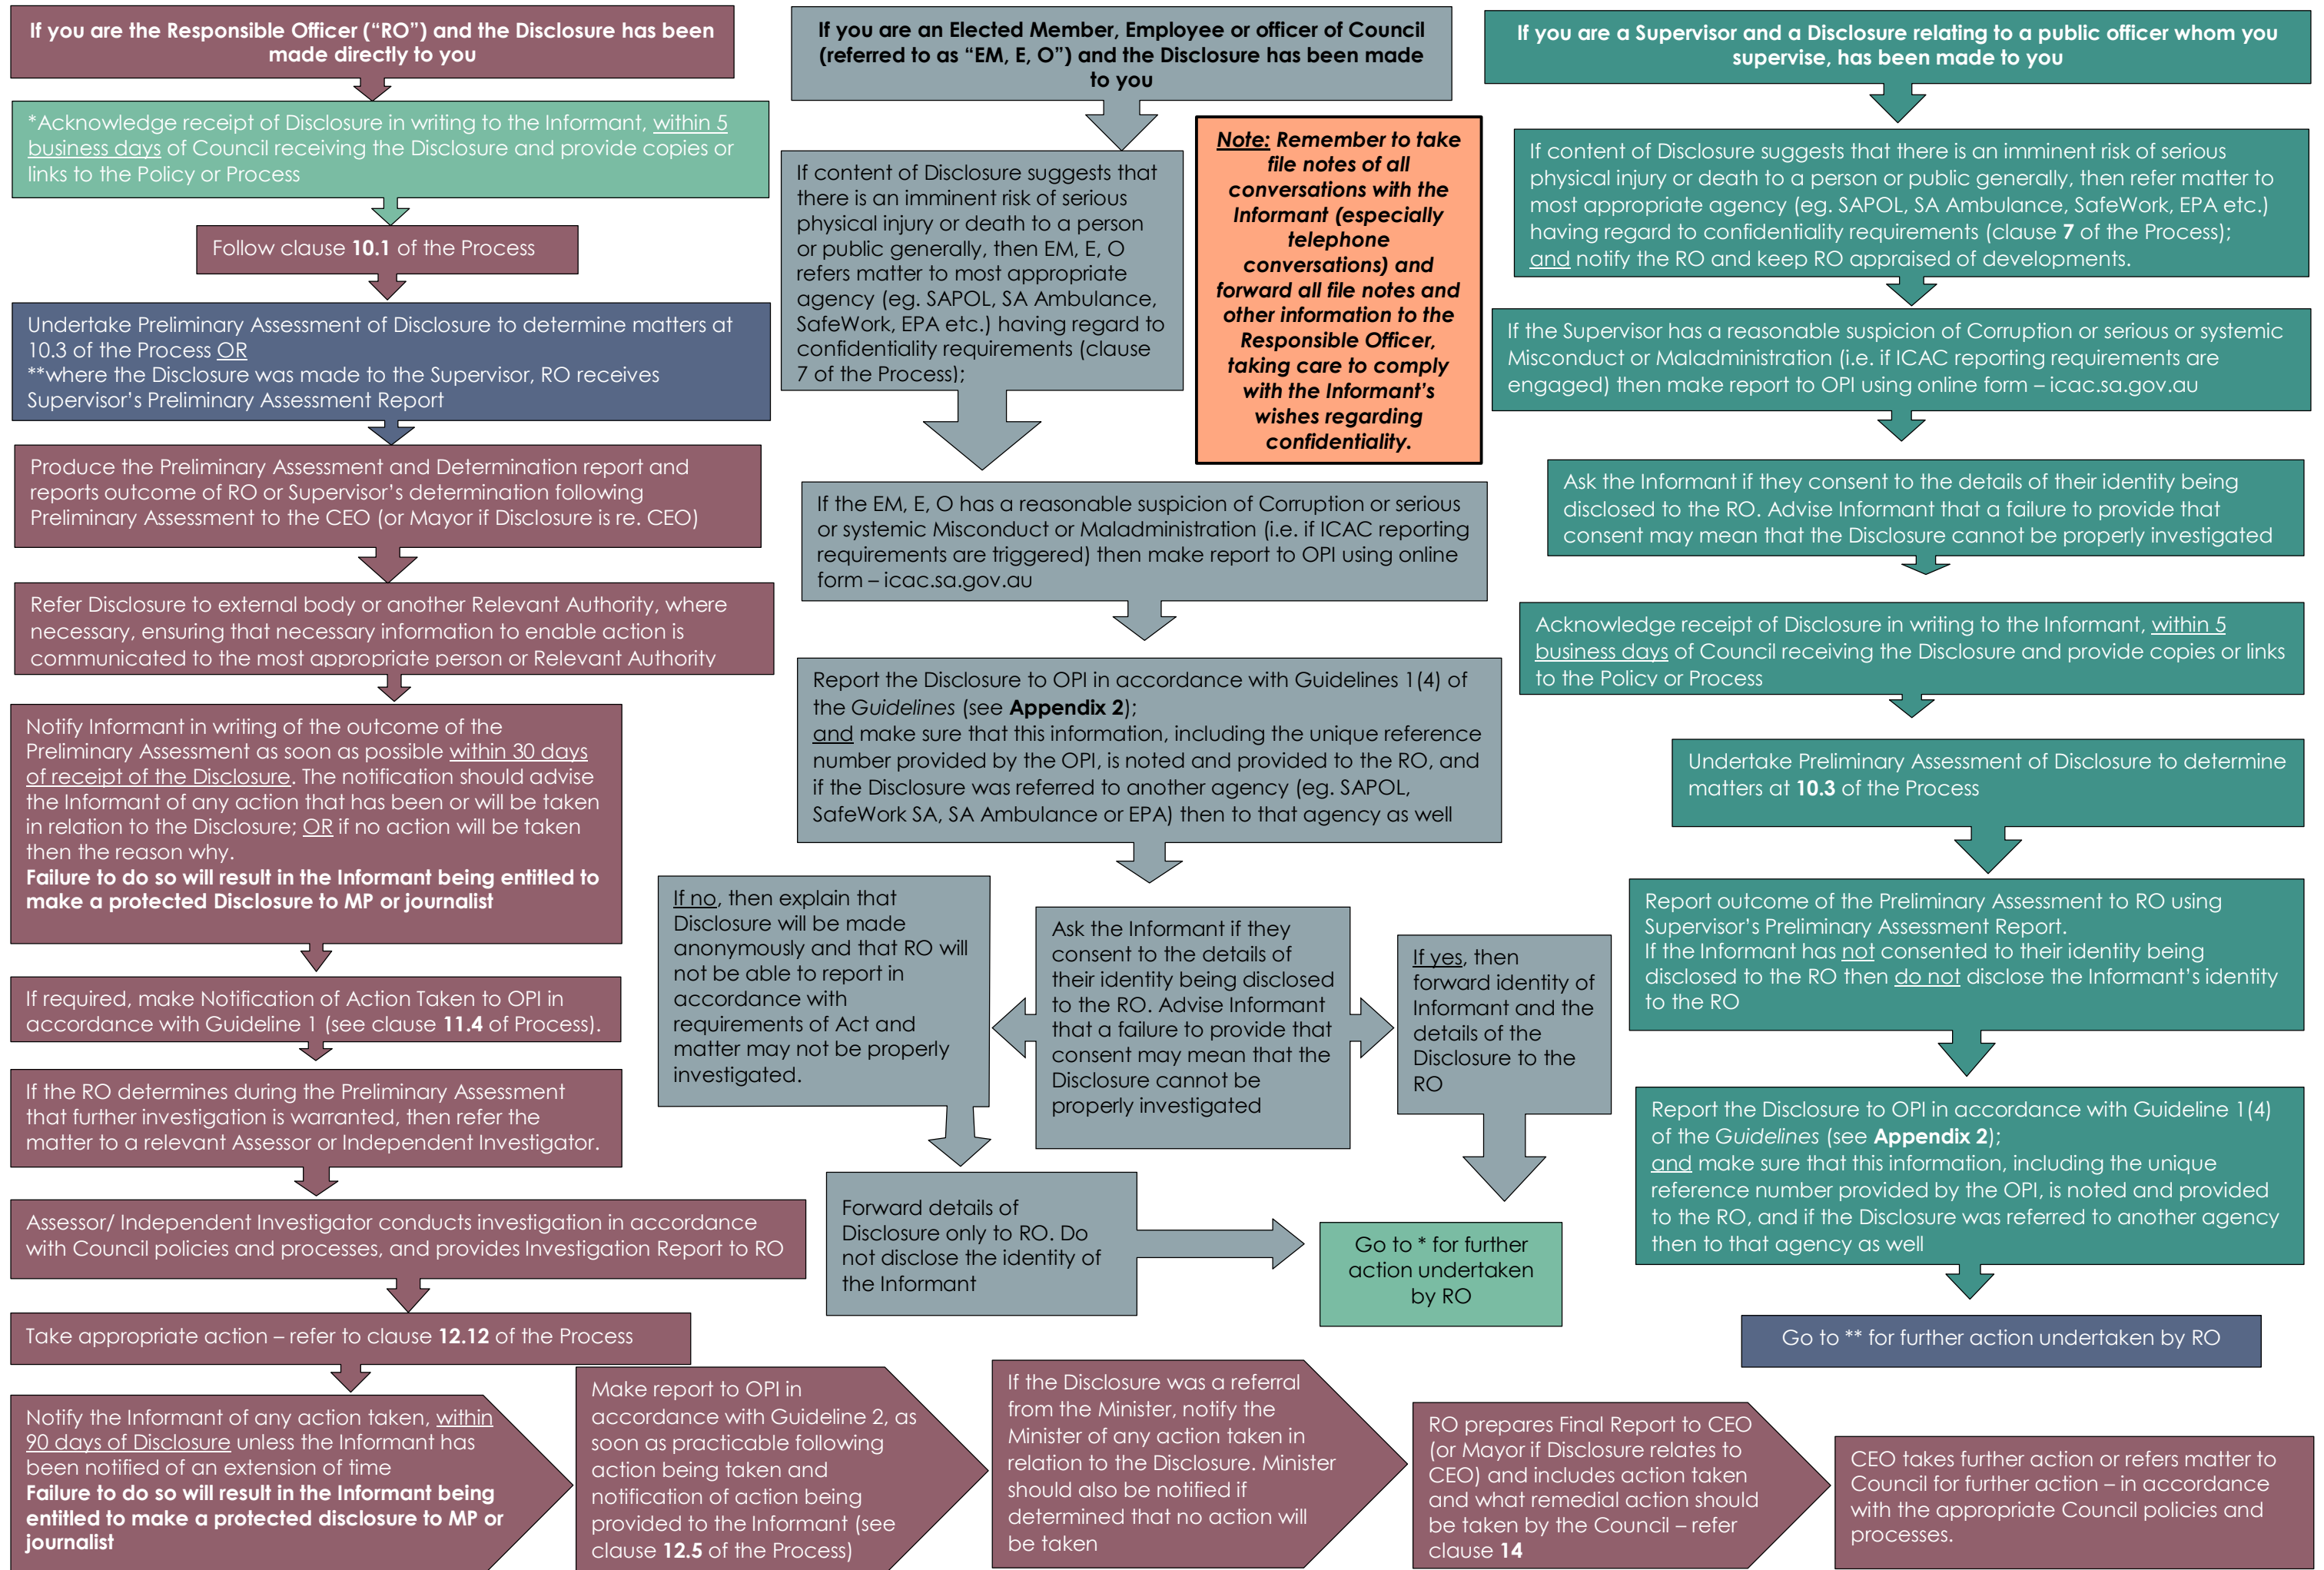 If you are the Responsible Officer (“RO”) and the Disclosure has been
made directly to you
*Acknowledge receipt of Disclosure in writing to the Informant, within 5
business days of Council receiving the Disclosure and provide copies or
links to the Policy or Process
Follow clause 10.1 of the Process
Undertake Preliminary Assessment of Disclosure to determine matters at
10.3 of the Process OR
**where the Disclosure was made to the Supervisor, RO receives
Supervisor’s Preliminary Assessment Report
Produce the Preliminary Assessment and Determination report and
reports outcome of RO or Supervisor’s determination following
Preliminary Assessment to the CEO (or Mayor if Disclosure is re. CEO)
Refer Disclosure to external body or another Relevant Authority, where
necessary, ensuring that necessary information to enable action is
communicated to the most appropriate person or Relevant Authority
Notify Informant in writing of the outcome of the
Preliminary Assessment as soon as possible within 30 days
of receipt of the Disclosure. The notification should advise
the Informant of any action that has been or will be taken
in relation to the Disclosure; OR if no action will be taken
then the reason why.
Failure to do so will result in the Informant being entitled to
make a protected Disclosure to MP or journalist
If required, make Notification of Action Taken to OPI in
accordance with Guideline 1 (see clause 11.4 of Process).
If the RO determines during the Preliminary Assessment
that further investigation is warranted, then refer the
matter to a relevant Assessor or Independent Investigator.
Assessor/ Independent Investigator conducts investigation in accordance
with Council policies and processes, and provides Investigation Report to RO
Take appropriate action – refer to clause 12.12 of the Process
Notify the Informant of any action taken, within
90 days of Disclosure unless the Informant has
been notified of an extension of time
Failure to do so will result in the Informant being
entitled to make a protected disclosure to MP or
journalist
Make report to OPI in
accordance with Guideline 2, as
soon as practicable following
action being taken and
notification of action being
provided to the Informant (see
clause 12.5 of the Process)
If the Disclosure was a referral
from the Minister, notify the
Minister of any action taken in
relation to the Disclosure. Minister
should also be notified if
determined that no action will
be taken
RO prepares Final Report to CEO
(or Mayor if Disclosure relates to
CEO) and includes action taken
and what remedial action should
be taken by the Council – refer
clause 14
CEO takes further action or refers matter to
Council for further action – in accordance
with the appropriate Council policies and
processes.
If you are an Elected Member, Employee or officer of Council
(referred to as “EM, E, O”) and the Disclosure has been made
to you
If content of Disclosure suggests that
there is an imminent risk of serious
physical injury or death to a person
or public generally, then EM, E, O
refers matter to most appropriate
agency (eg. SAPOL, SA Ambulance,
SafeWork, EPA etc.) having regard to
confidentiality requirements (clause
7 of the Process);
Note: Remember to take
file notes of all
conversations with the
Informant (especially
telephone
conversations) and
forward all file notes and
other information to the
Responsible Officer,
taking care to comply
with the Informant’s
wishes regarding
confidentiality.
If the EM, E, O has a reasonable suspicion of Corruption or serious
or systemic Misconduct or Maladministration (i.e. if ICAC reporting
requirements are triggered) then make report to OPI using online
form – icac.sa.gov.au
Report the Disclosure to OPI in accordance with Guidelines 1(4) of
the Guidelines (see Appendix 2);
and make sure that this information, including the unique reference
number provided by the OPI, is noted and provided to the RO, and
if the Disclosure was referred to another agency (eg. SAPOL,
SafeWork SA, SA Ambulance or EPA) then to that agency as well
If no, then explain that
Disclosure will be made
anonymously and that RO will
not be able to report in
accordance with
requirements of Act and
matter may not be properly
investigated.
Ask the Informant if they
consent to the details of
their identity being disclosed
to the RO. Advise Informant
that a failure to provide that
consent may mean that the
Disclosure cannot be
properly investigated
If yes, then
forward identity of
Informant and the
details of the
Disclosure to the
RO
Forward details of
Disclosure only to RO. Do
not disclose the identity of
the Informant
Go to * for further
action undertaken
by RO
If you are a Supervisor and a Disclosure relating to a public officer whom you
supervise, has been made to you
If content of Disclosure suggests that there is an imminent risk of serious
physical injury or death to a person or public generally, then refer matter to
most appropriate agency (eg. SAPOL, SA Ambulance, SafeWork, EPA etc.)
having regard to confidentiality requirements (clause 7 of the Process);
and notify the RO and keep RO appraised of developments.
If the Supervisor has a reasonable suspicion of Corruption or serious or systemic
Misconduct or Maladministration (i.e. if ICAC reporting requirements are
engaged) then make report to OPI using online form – icac.sa.gov.au
Ask the Informant if they consent to the details of their identity being
disclosed to the RO. Advise Informant that a failure to provide that
consent may mean that the Disclosure cannot be properly investigated
Acknowledge receipt of Disclosure in writing to the Informant, within 5
business days of Council receiving the Disclosure and provide copies or links
to the Policy or Process
Undertake Preliminary Assessment of Disclosure to determine
matters at 10.3 of the Process
Report outcome of the Preliminary Assessment to RO using
Supervisor’s Preliminary Assessment Report.
If the Informant has not consented to their identity being
disclosed to the RO then do not disclose the Informant’s identity
to the RO
Report the Disclosure to OPI in accordance with Guideline 1(4)
of the Guidelines (see Appendix 2);
and make sure that this information, including the unique
reference number provided by the OPI, is noted and provided
to the RO, and if the Disclosure was referred to another agency
then to that agency as well
Go to ** for further action undertaken by RO